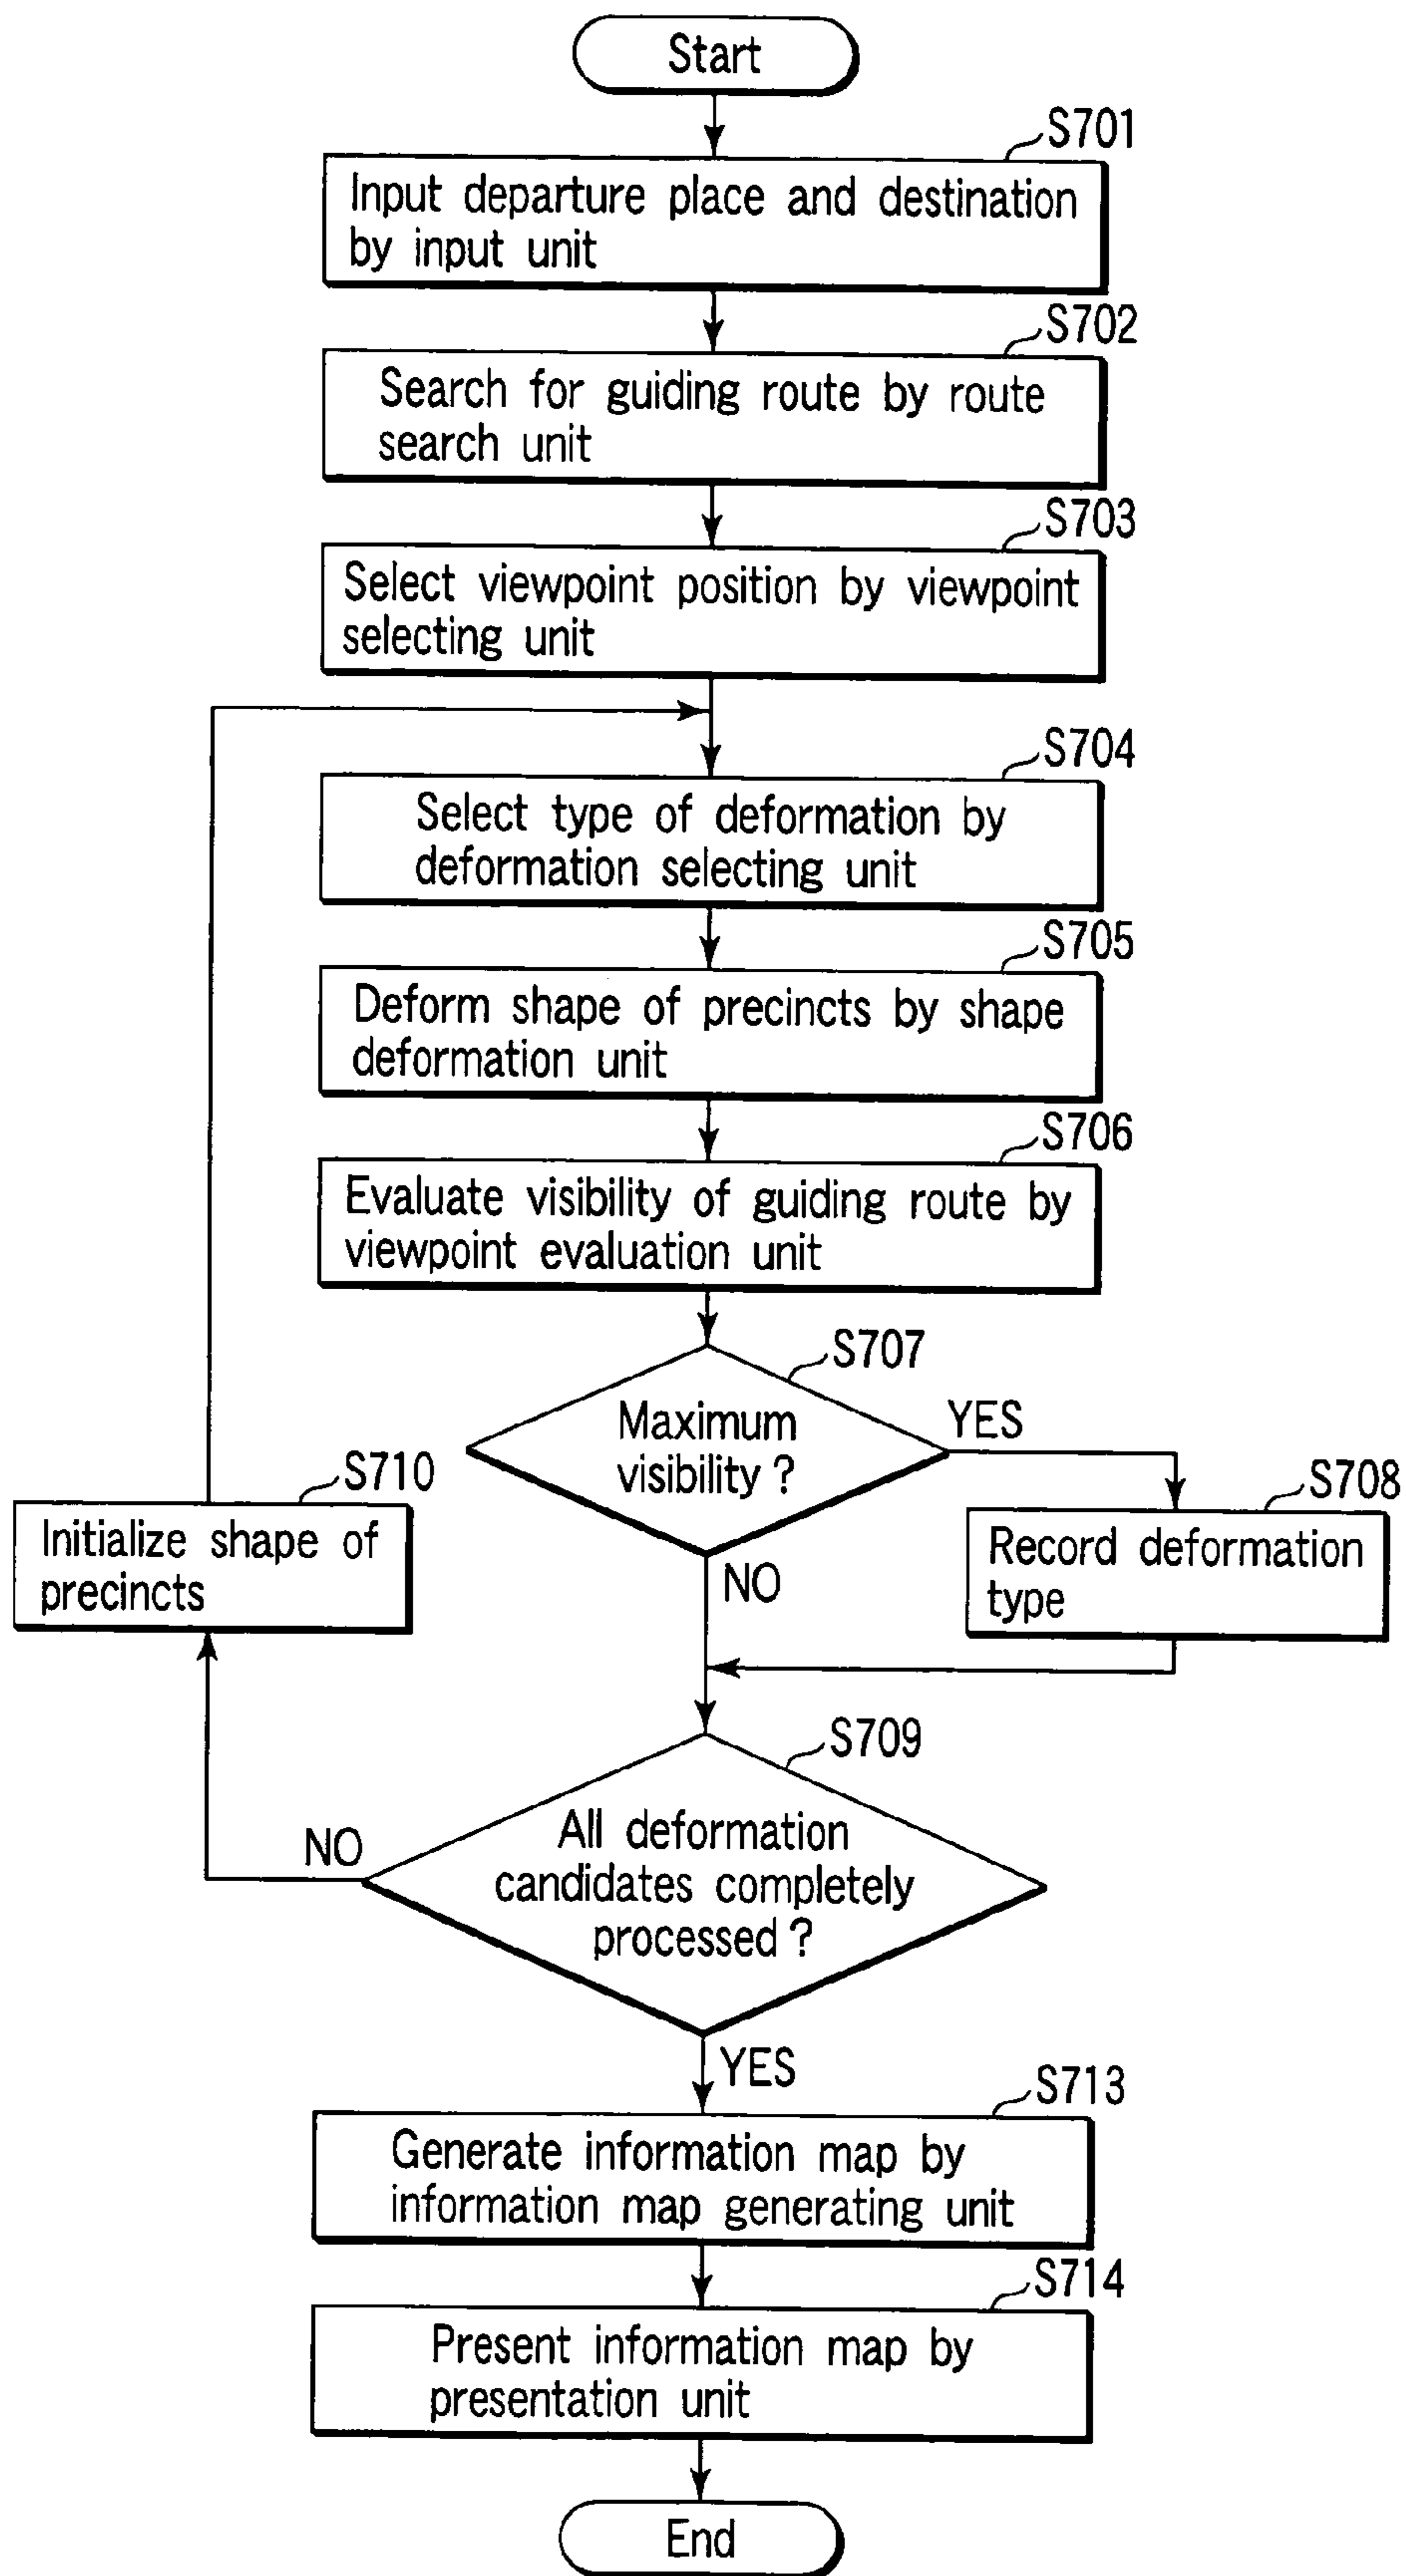 Start
S701
Input departure place and destination
by input unit
S702
Search for guiding route by route
search unit
S703
Select viewpoint position by viewpoint
selecting unit
S704
Select type of deformation by
deformation selecting unit
S705
Deform shape of precincts by shape
deformation unit
S706
Evaluate visibility of guiding route by
viewpoint evaluation unit
S707
Maximum
visibility ?
YES
NO
S708
Record deformation
type
S710
Initialize shape of
precincts
S709
All deformation
candidates completely
processed ?
NO
YES
S713
Generate information map by
information map generating unit
S714
Present information map by
presentation unit
End